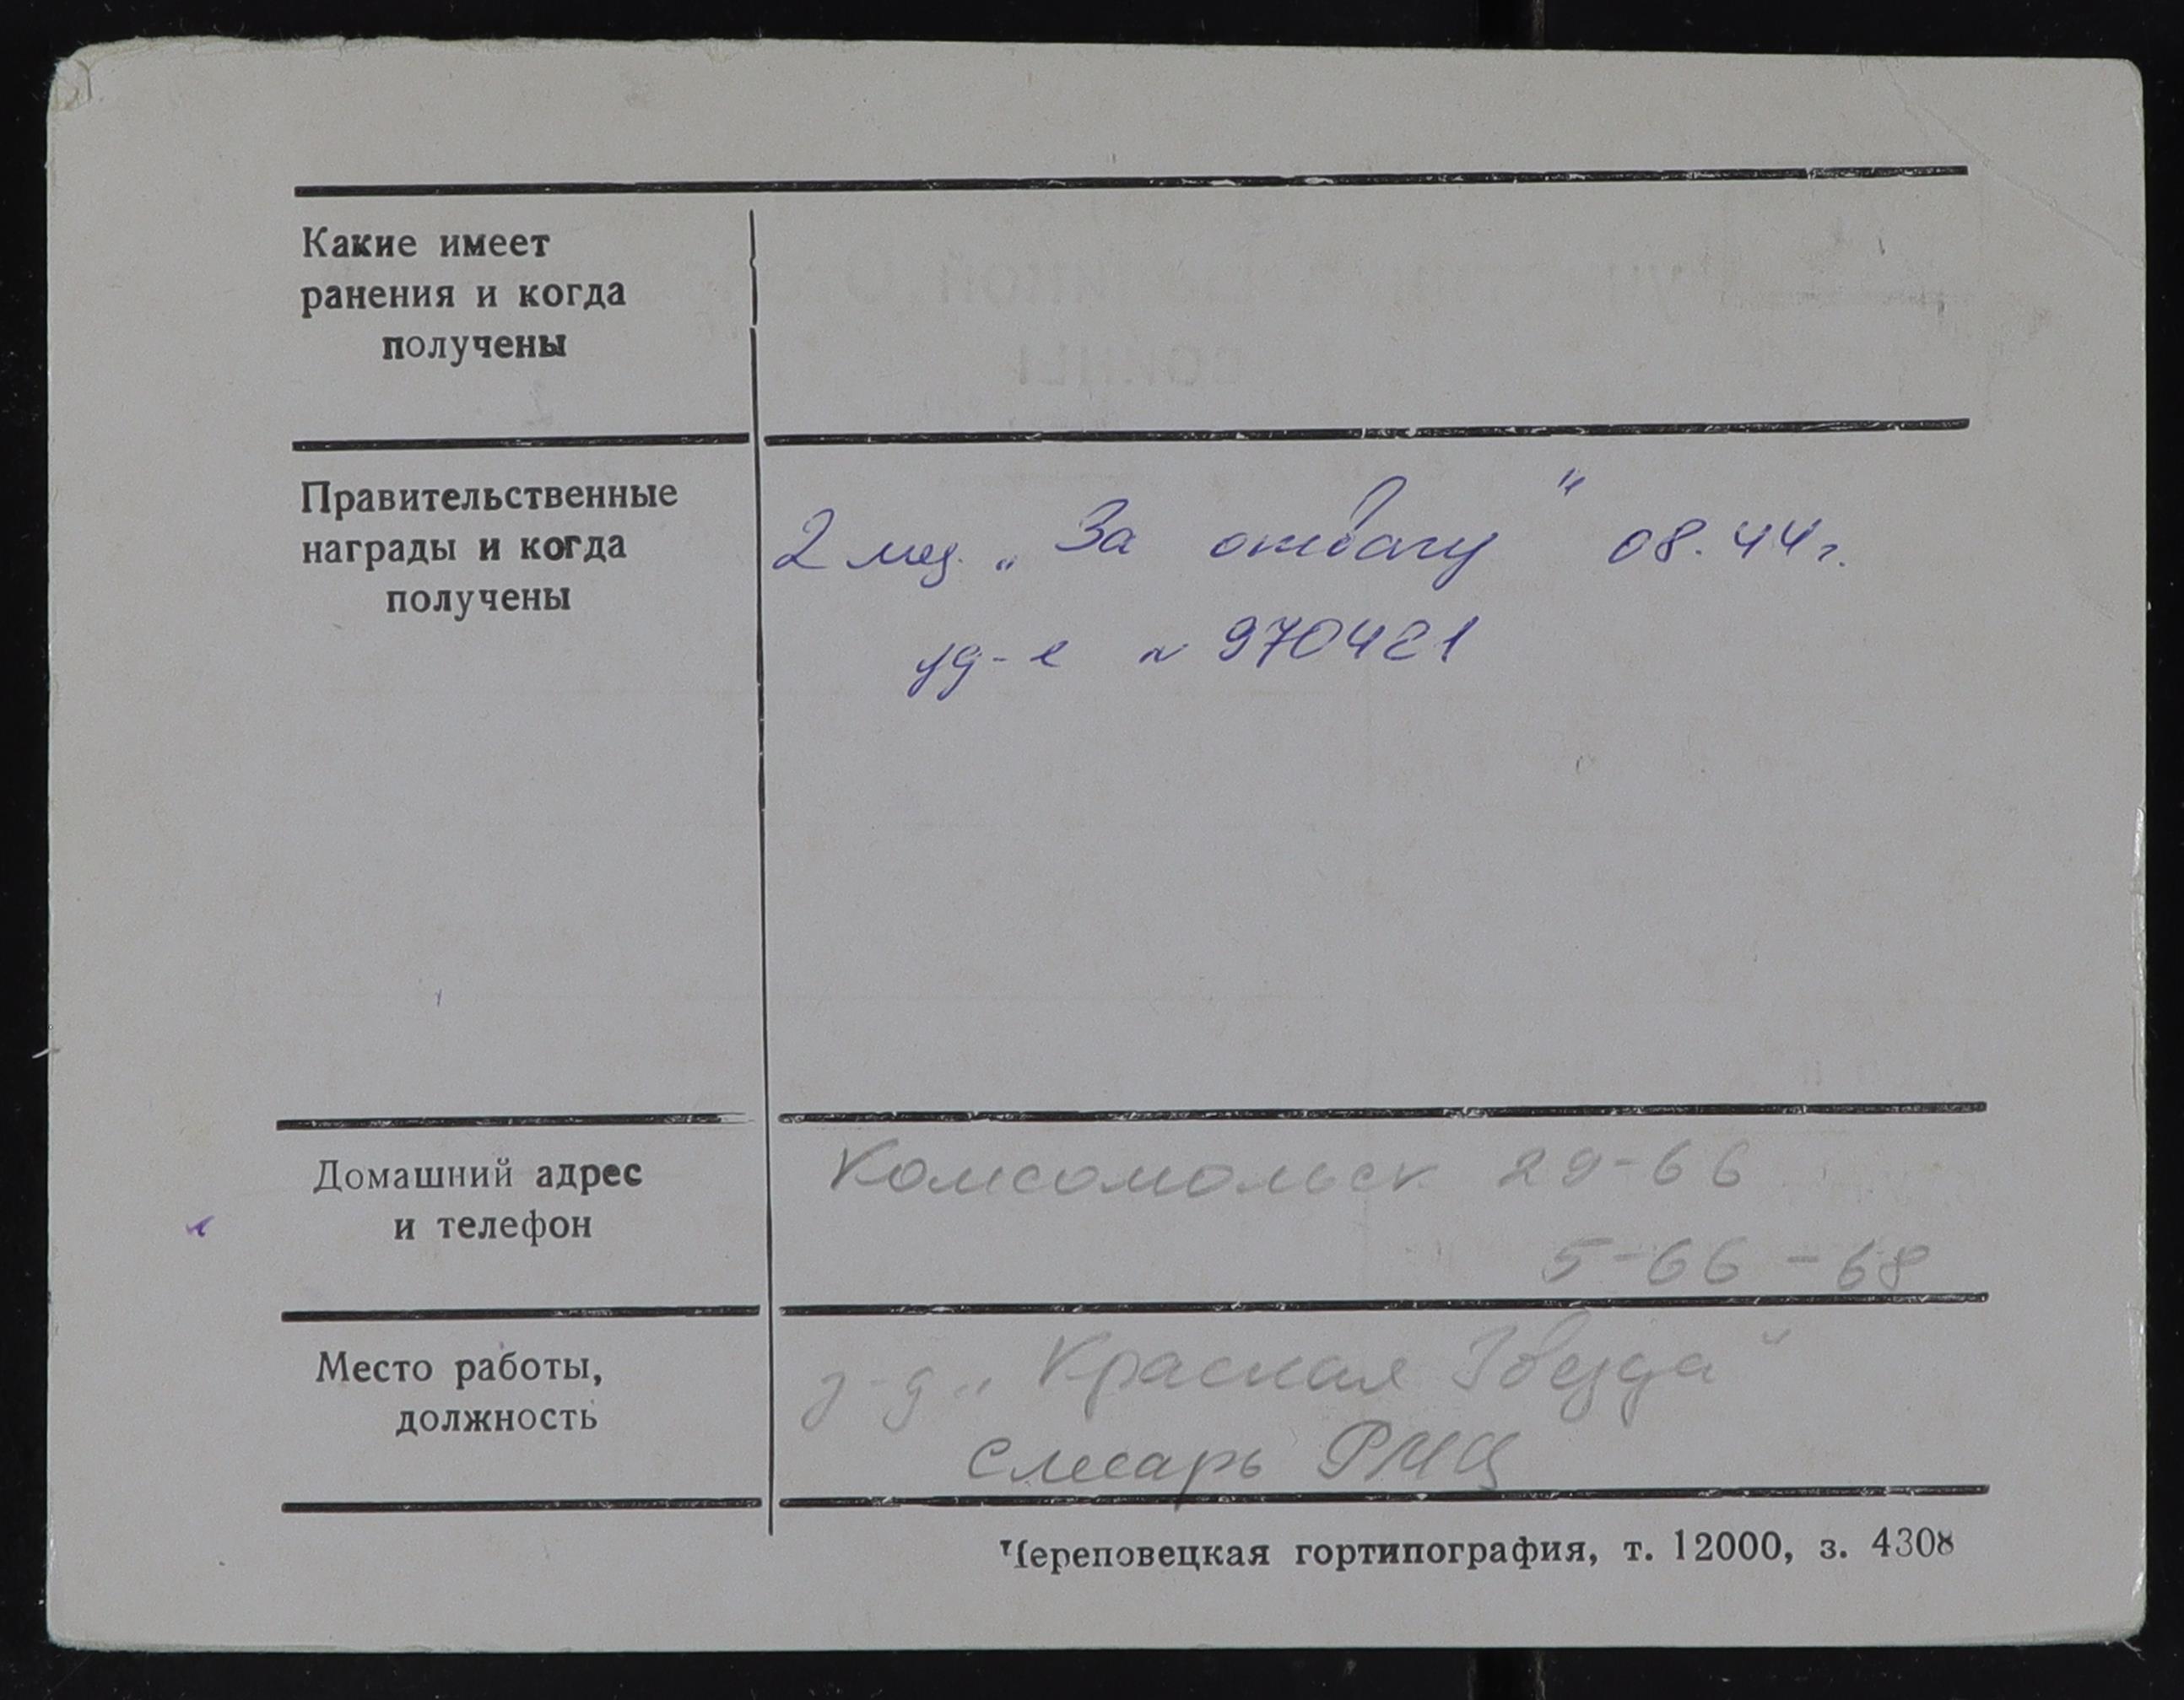 Какие имеет
ранения и когда
получены
Правительственные
награды и когда
получены
2 мед. „За отвагу" 08.44г.
уд-е № 970421
Домашний адрес
и телефон
Комсомольск 29-66
5-66-68
Место работы,
должность
з-д „Красная Звезда"
слесарь РМЦ
Череповецкая гортипография, т. 12000, з. 4308